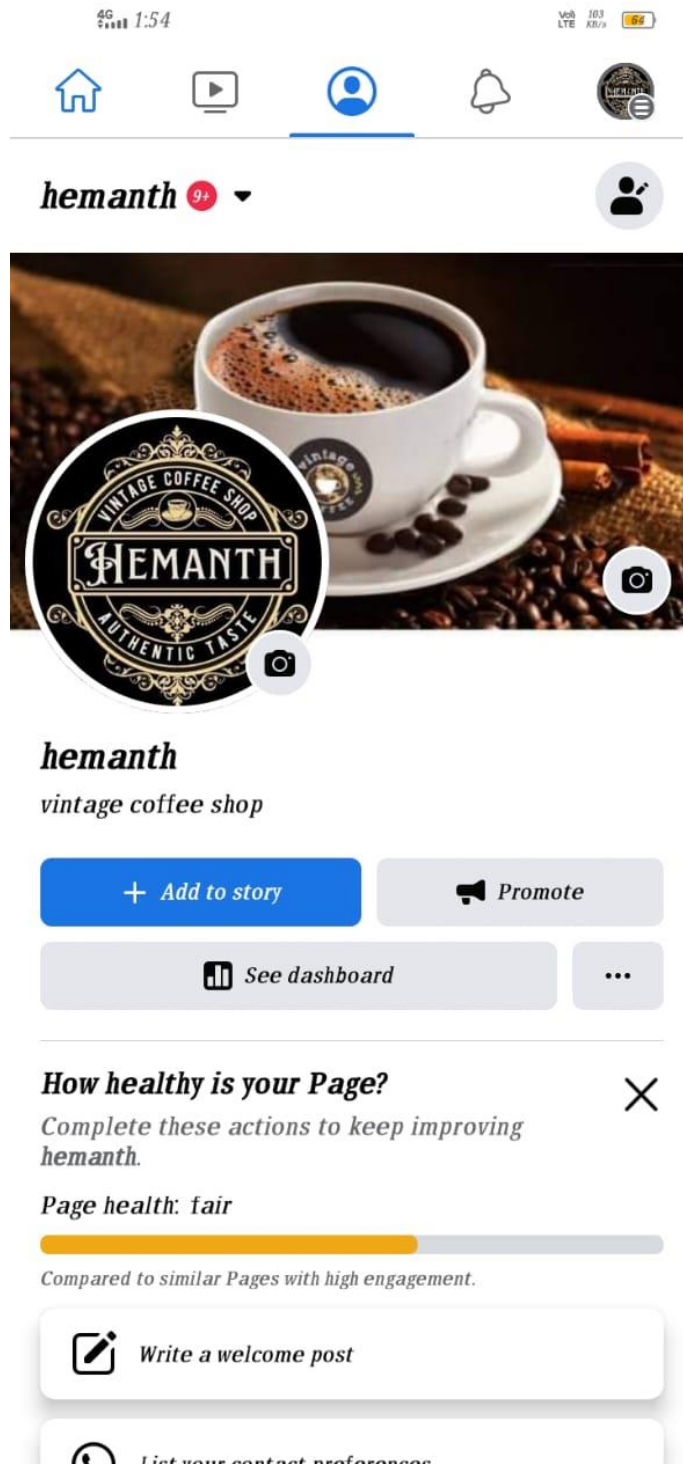 4G 1:54 Vo)) LTE 103 KB/s 64
HEMANTH
hemanth 9+
vintage
COFFEE
VINTAGE COFFEE SHOP
HEMANTH
AUTHENTIC TASTE
hemanth
vintage coffee shop
+ Add to story
Promote
See dashboard
How healthy is your Page?
Complete these actions to keep improving
hemanth.
Page health: fair
Compared to similar Pages with high engagement.
Write a welcome post
List your contact preferences